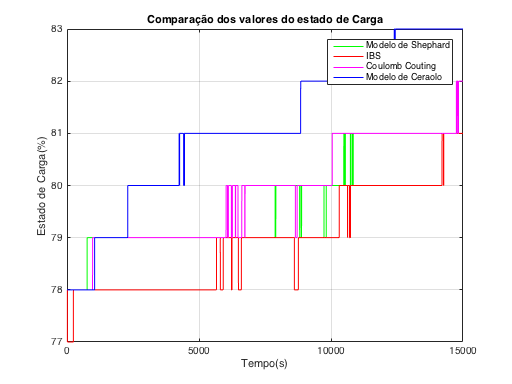 Comparação dos valores do estado de Carga
Estado de Carga(%)
83
82
81
80
79
78
77
Modelo de Shephard
IBS
Coulomb Couting
Modelo de Ceraolo
0
5000
10000
15000
Tempo(s)